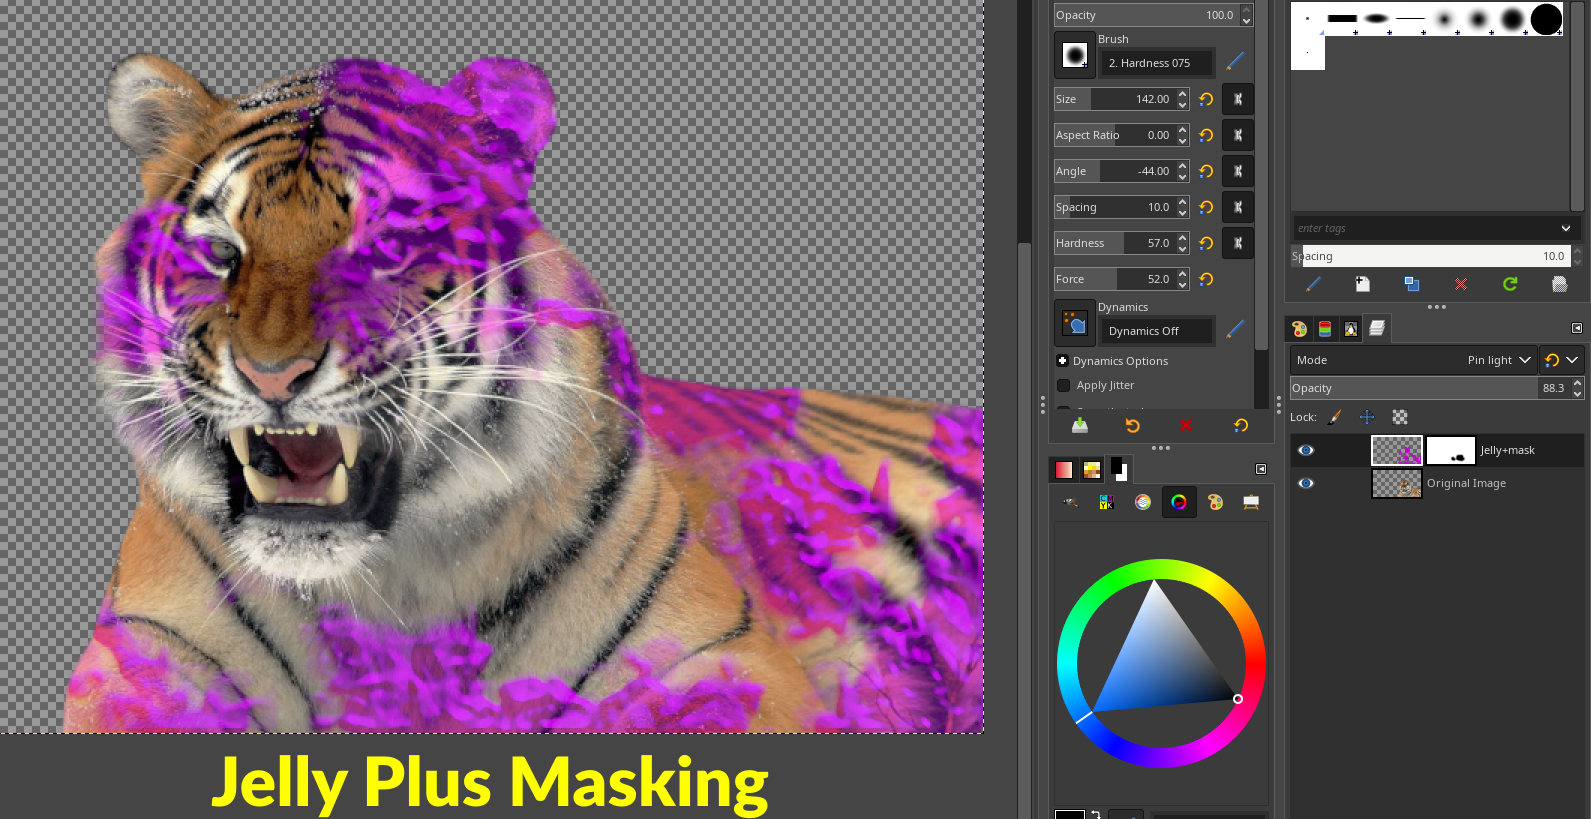 Opacity 100.0
Brush
2. Hardness 075
Size 142.00
Aspect Ratio 0.00
Angle -44.00
Spacing 10.0
Hardness 57.0
Force 52.0
Dynamics
Dynamics Off
Dynamics Options
Apply Jitter
enter tags
Spacing 10.0
Mode Pin light
Opacity 88.3
Lock:
Jelly+mask
Original Image
Jelly Plus Masking